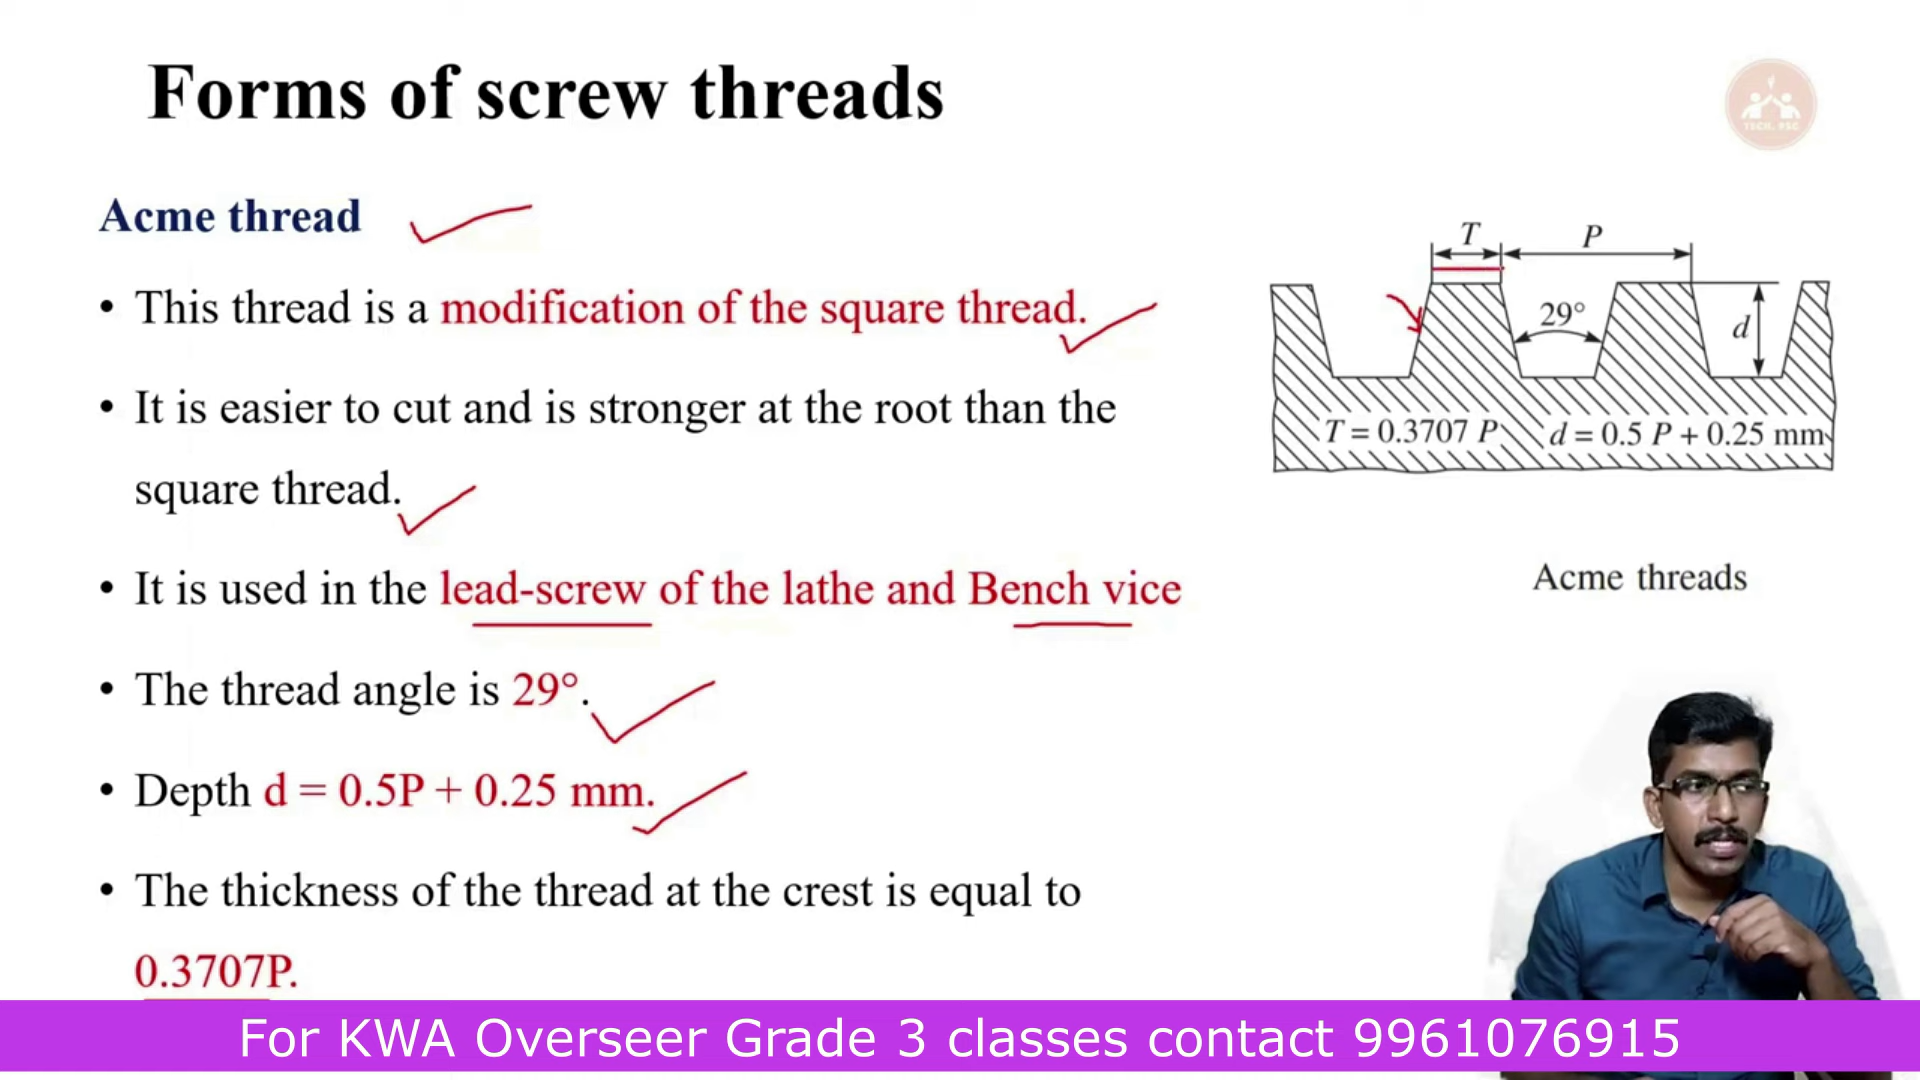 Forms of screw threads
TECH. PSC
Acme thread
• This thread is a modification of the square thread.
• It is easier to cut and is stronger at the root than the
square thread.
• It is used in the lead-screw of the lathe and Bench vice
• The thread angle is 29°.
• Depth d = 0.5P + 0.25 mm.
• The thickness of the thread at the crest is equal to
0.3707P.
T P
29° d
T = 0.3707 P d = 0.5 P + 0.25 mm
Acme threads
For KWA Overseer Grade 3 classes contact 9961076915